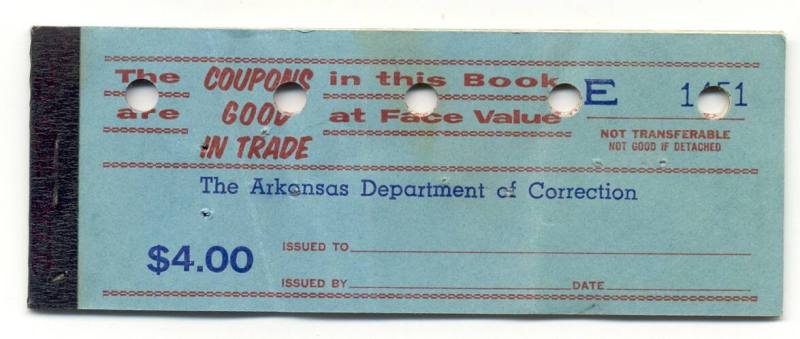 The COUPONS in this Book E
are GOOD at Face Value
IN TRADE
NOT TRANSFERABLE
NOT GOOD IF DETACHED
The Arkansas Department of Correction
$4.00
ISSUED TO
ISSUED BY DATE